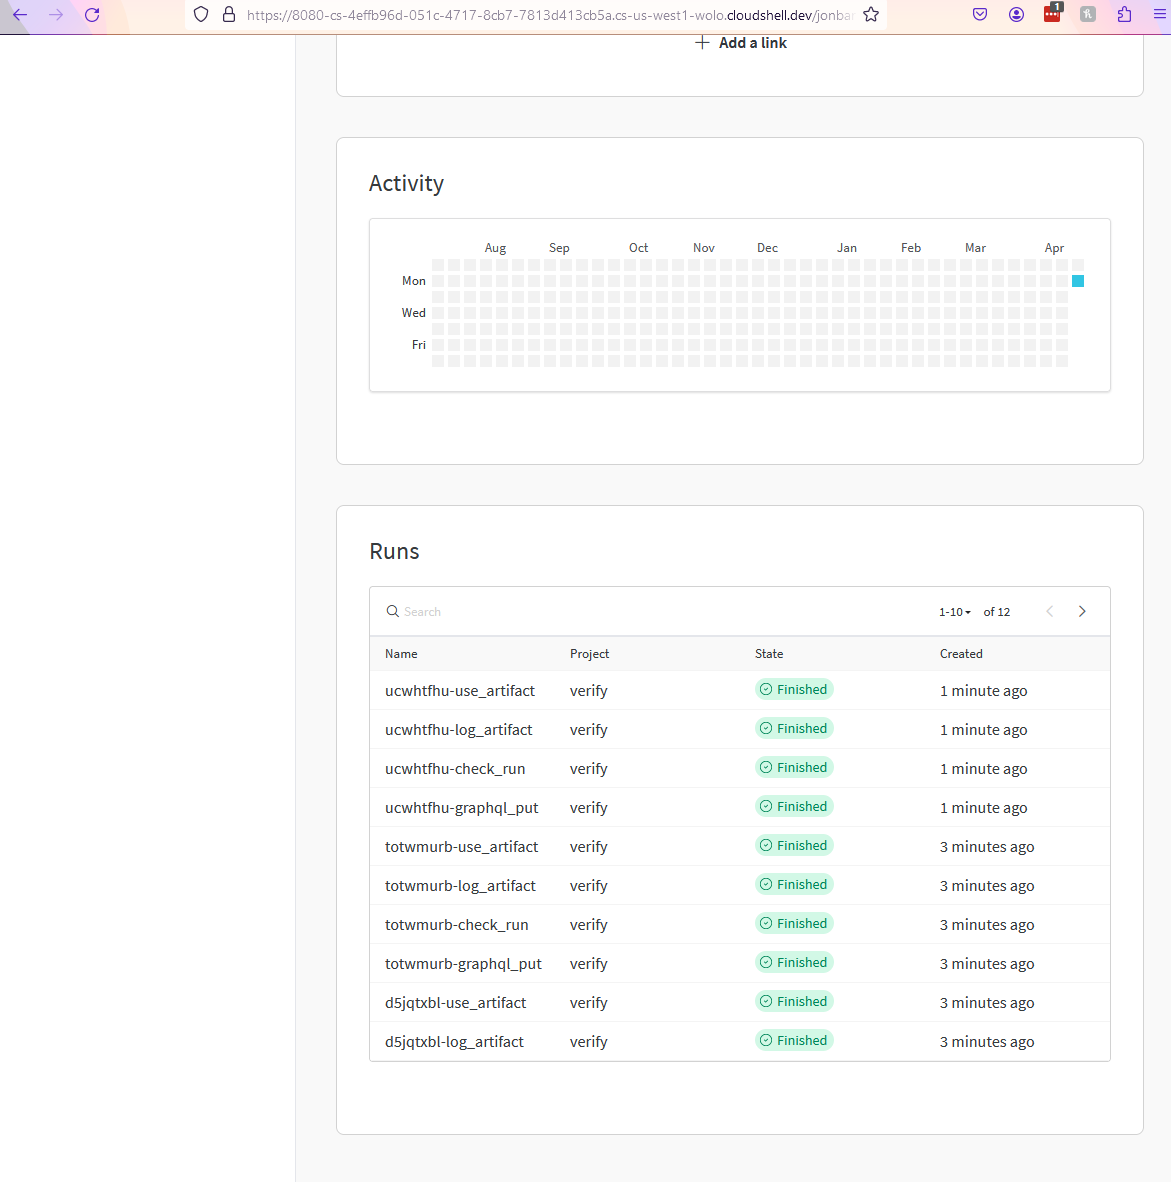 https://8080-cs-4effb96d-051c-4717-8cb7-7813d413cb5a.cs-us-west1-wolo.cloudshell.dev/jonba
1
Add a link
Activity
Aug Sep Oct Nov Dec Jan Feb Mar Apr
Mon
Wed
Fri
Runs
Search 1-10 of 12
Name Project State Created
ucwhtfhu-use_artifact verify Finished 1 minute ago
ucwhtfhu-log_artifact verify Finished 1 minute ago
ucwhtfhu-check_run verify Finished 1 minute ago
ucwhtfhu-graphql_put verify Finished 1 minute ago
totwmurb-use_artifact verify Finished 3 minutes ago
totwmurb-log_artifact verify Finished 3 minutes ago
totwmurb-check_run verify Finished 3 minutes ago
totwmurb-graphql_put verify Finished 3 minutes ago
d5jqtxbl-use_artifact verify Finished 3 minutes ago
d5jqtxbl-log_artifact verify Finished 3 minutes ago